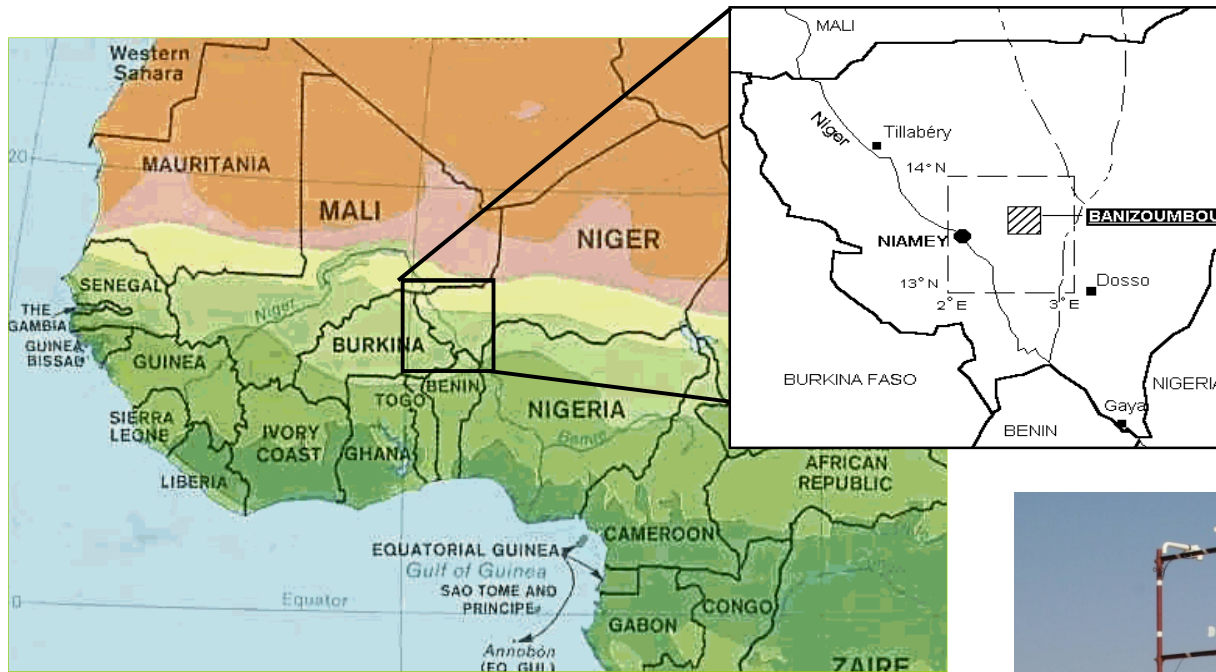 Western
Sahara
20
MAURITANIA
MALI
NIGER
SENEGAL
THE
GAMBIA
GUINEA
BISSAU
Niger
GUINEA
BURKINA
BENIN
TOGO
NIGERIA
SIERRA
LEONE
IVORY
COAST
GHANA
Benue
LIBERIA
AFRICAN
REPUBLIC
CAMEROON
EQUATORIAL GUINEA
Gulf of Guinea
SAO TOME AND
PRINCIPE
0
Equator
CONGO
GABON
Annobón
(EQ. GUI.)
ZAIRE
MALI
Niger
Tillabéry
14° N
BANIZOUMBOU
NIAMEY
13° N
2° E
3° E
Dosso
BURKINA FASO
NIGERIA
Gaya
BENIN